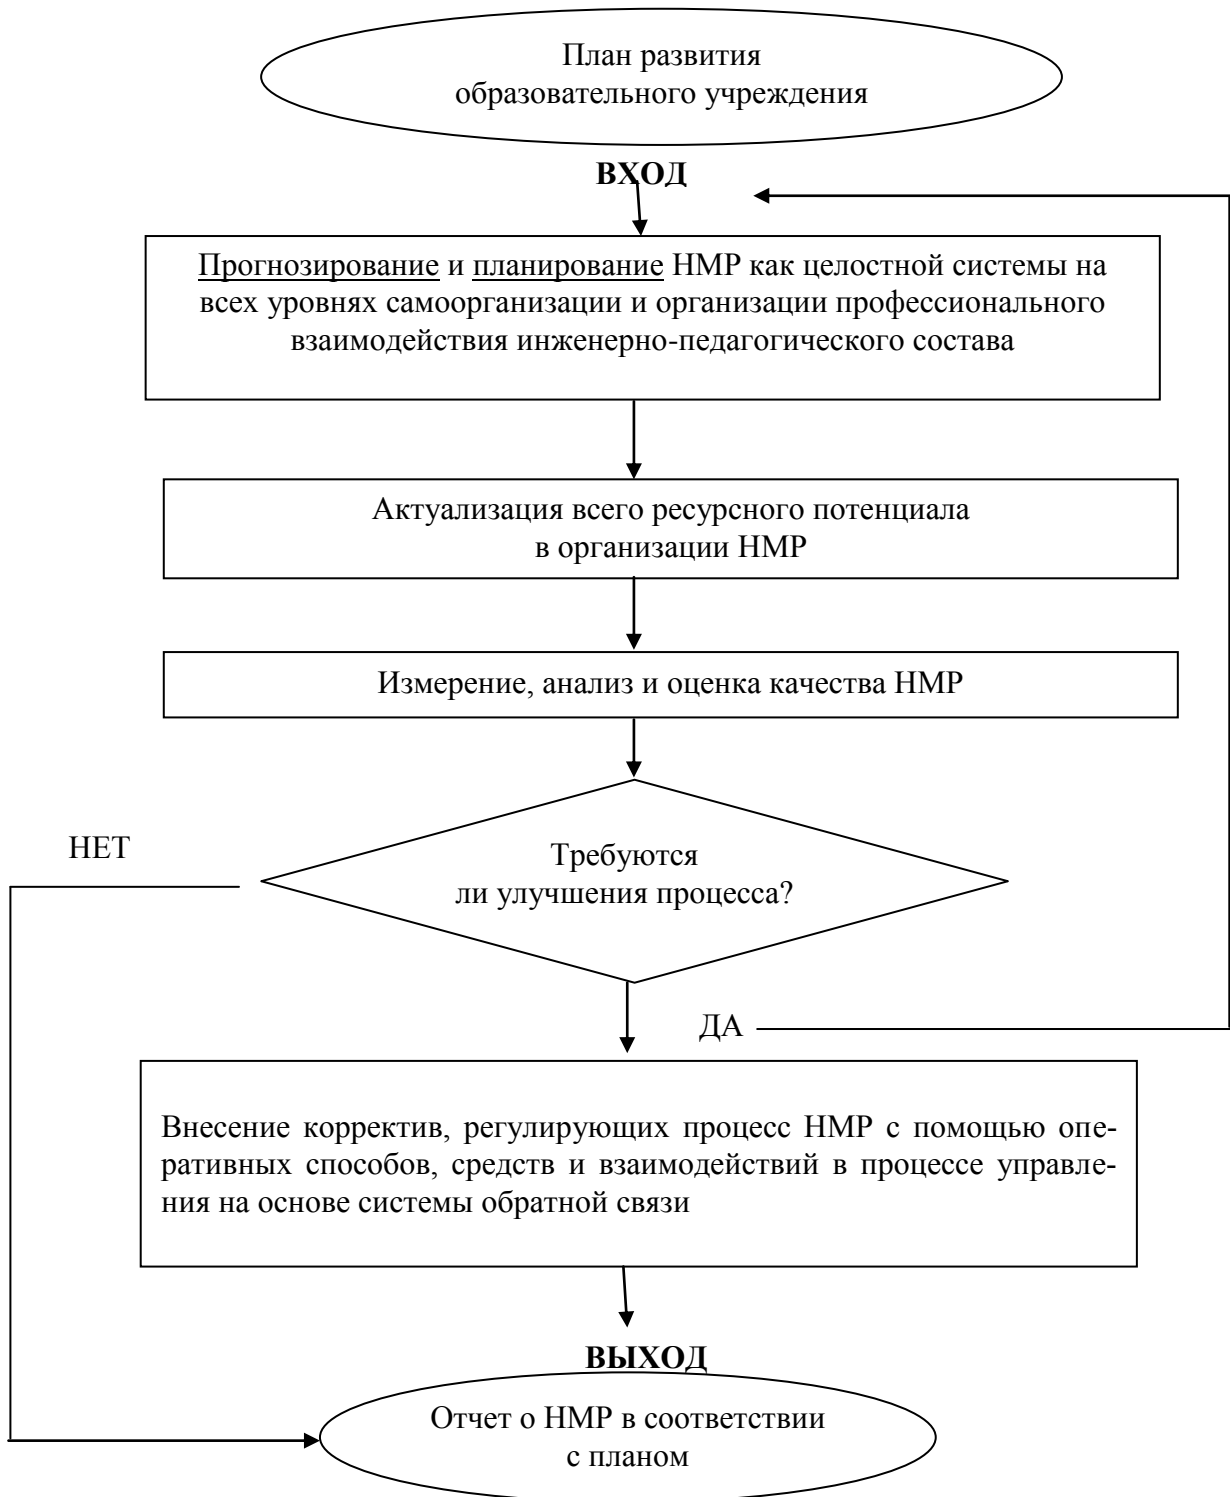 План развития
образовательного учреждения
ВХОД
Прогнозирование и планирование НМР как целостной системы на
всех уровнях самоорганизации и организации профессионального
взаимодействия инженерно-педагогического состава
Актуализация всего ресурсного потенциала
в организации НМР
Измерение, анализ и оценка качества НМР
НЕТ
Требуются
ли улучшения процесса?
ДА
Внесение корректив, регулирующих процесс НМР с помощью опе-
ративных способов, средств и взаимодействий в процессе управле-
ния на основе системы обратной связи
ВЫХОД
Отчет о НМР в соответствии
с планом